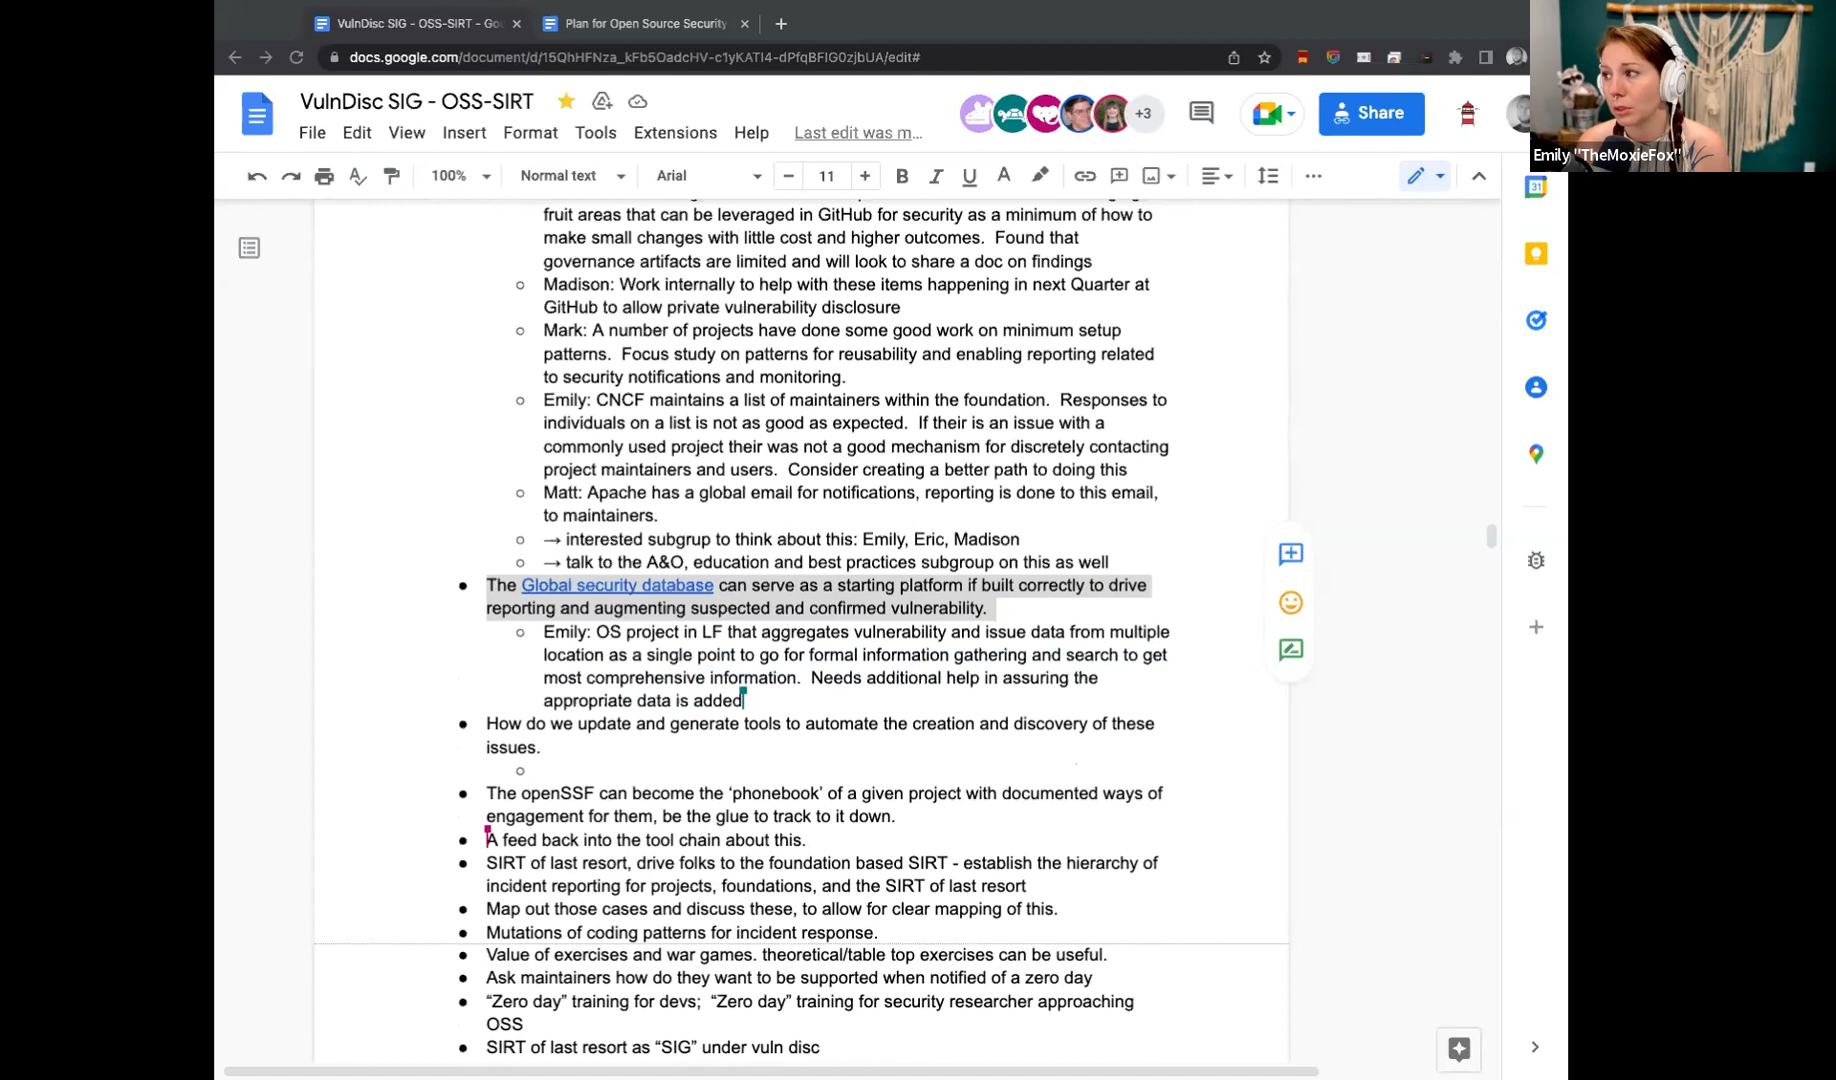 VulnDisc SIG - OSS-SIRT - Go
Plan for Open Source Security
docs.google.com/document/d/15QhHFNza_kFb5OadcHV-c1yKATI4-dPfqBFIG0zjbUA/edit#
VulnDisc SIG - OSS-SIRT
+3
Share
File Edit View Insert Format Tools Extensions Help Last edit was m...
Emily "TheMoxieFox"
100% Normal text Arial 11
31
fruit areas that can be leveraged in GitHub for security as a minimum of how to
make small changes with little cost and higher outcomes.  Found that
governance artifacts are limited and will look to share a doc on findings
Madison: Work internally to help with these items happening in next Quarter at
GitHub to allow private vulnerability disclosure
Mark: A number of projects have done some good work on minimum setup
patterns.  Focus study on patterns for reusability and enabling reporting related
to security notifications and monitoring.
Emily: CNCF maintains a list of maintainers within the foundation.  Responses to
individuals on a list is not as good as expected.  If their is an issue with a
commonly used project their was not a good mechanism for discretely contacting
project maintainers and users.  Consider creating a better path to doing this
Matt: Apache has a global email for notifications, reporting is done to this email,
to maintainers.
→ interested subgrup to think about this: Emily, Eric, Madison
→ talk to the A&O, education and best practices subgroup on this as well
The Global security database can serve as a starting platform if built correctly to drive
reporting and augmenting suspected and confirmed vulnerability.
Emily: OS project in LF that aggregates vulnerability and issue data from multiple
location as a single point to go for formal information gathering and search to get
most comprehensive information.  Needs additional help in assuring the
appropriate data is added
How do we update and generate tools to automate the creation and discovery of these
issues.
The openSSF can become the ‘phonebook’ of a given project with documented ways of
engagement for them, be the glue to track to it down.
A feed back into the tool chain about this.
SIRT of last resort, drive folks to the foundation based SIRT - establish the hierarchy of
incident reporting for projects, foundations, and the SIRT of last resort
Map out those cases and discuss these, to allow for clear mapping of this.
Mutations of coding patterns for incident response.
Value of exercises and war games. theoretical/table top exercises can be useful.
Ask maintainers how do they want to be supported when notified of a zero day
“Zero day” training for devs;  “Zero day” training for security researcher approaching
OSS
SIRT of last resort as “SIG” under vuln disc